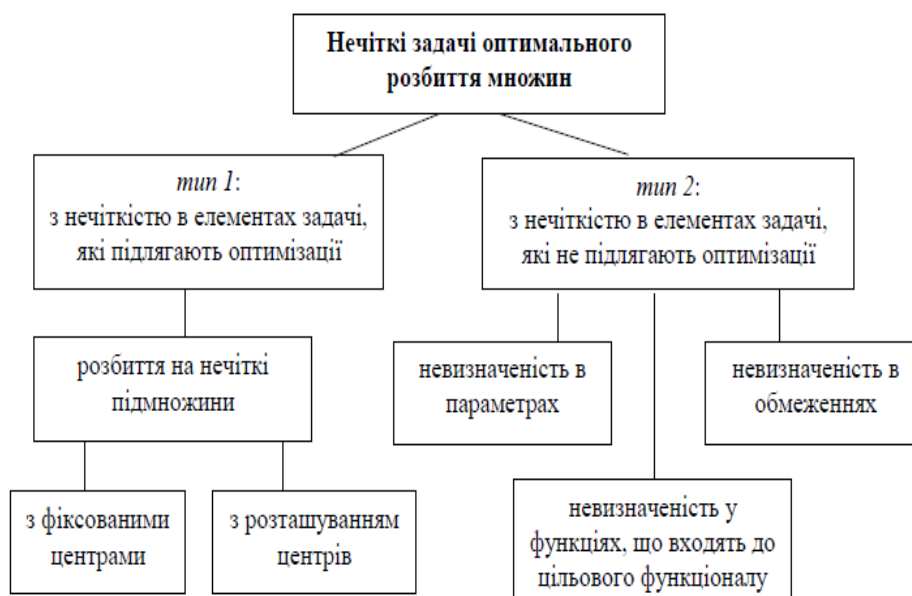 Нечіткі задачі оптимального
розбиття множин
тип 1:
з нечіткістю в елементах задачі,
які підлягають оптимізації
тип 2:
з нечіткістю в елементах задачі,
які не підлягають оптимізації
розбиття на нечіткі
підмножини
невизначеність в
параметрах
невизначеність в
обмеженнях
з фіксованими
центрами
з розташуванням
центрів
невизначеність у
функціях, що входять до
цільового функціоналу